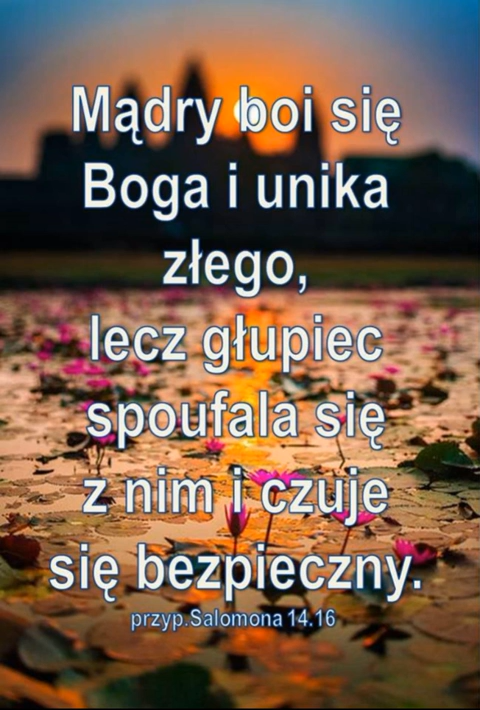 Mądry boi się
Boga i unika
złego,
lecz głupiec
spoufala się
z nim i czuje
się bezpieczny.
przyp.Salomona 14.16